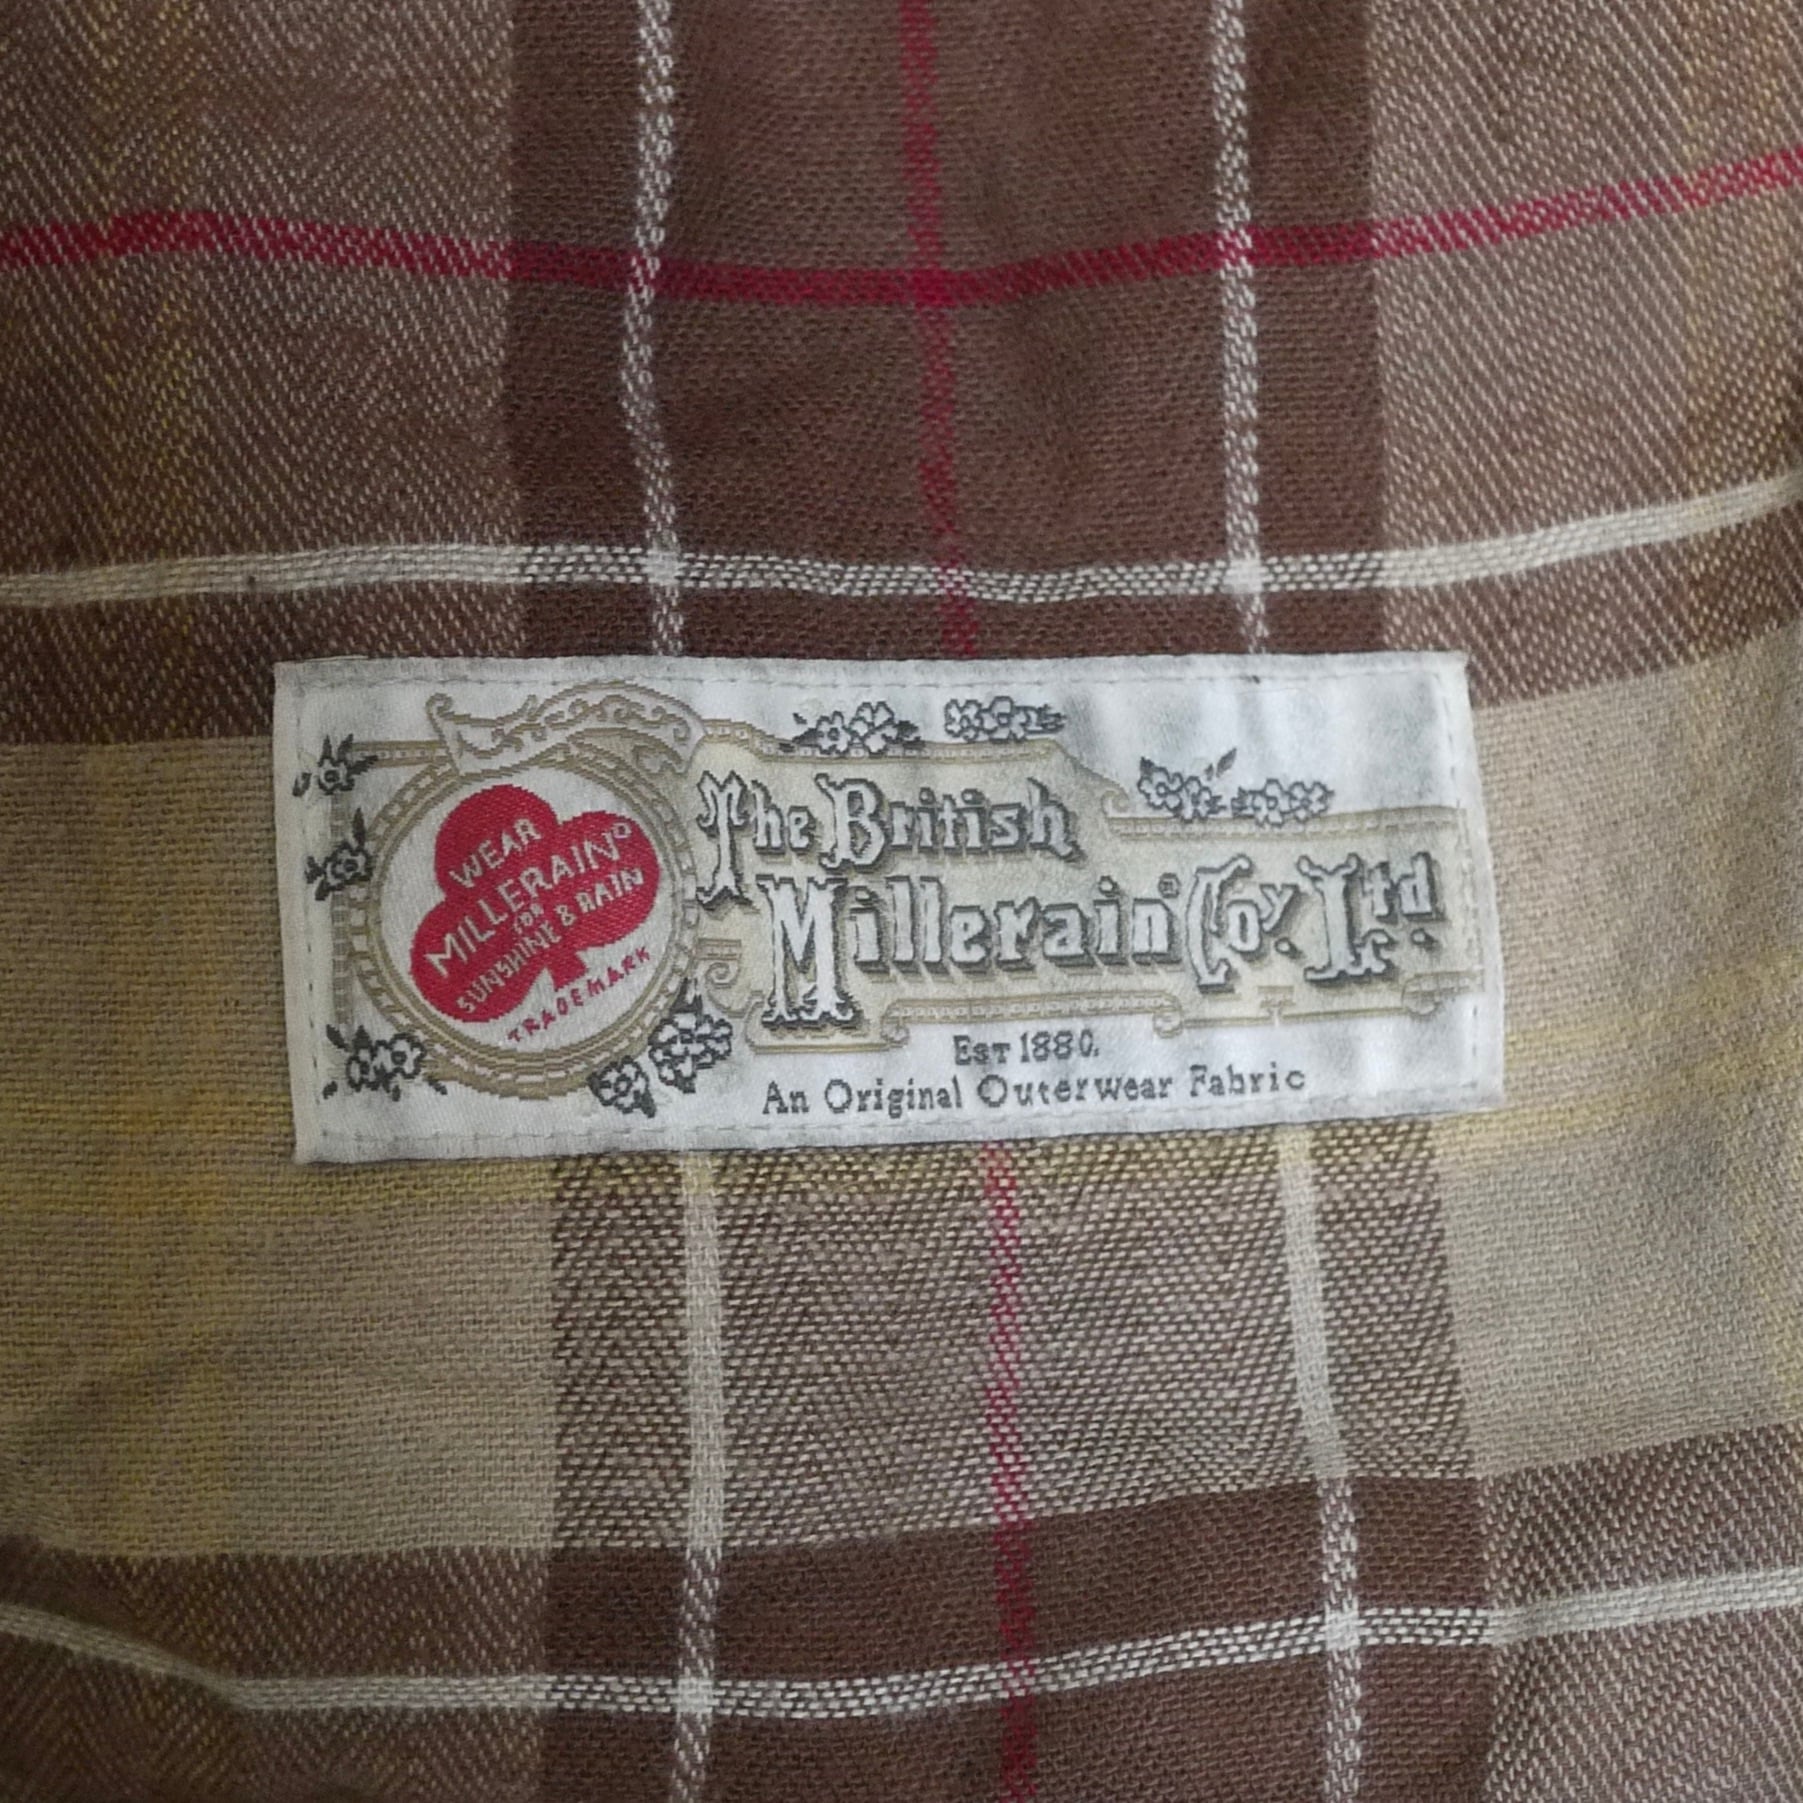 WEAR
MILLERAIN®
FOR
SUNSHINE & RAIN
TRADEMARK
The British
Millerain® Coy. Ltd.
EST 1880.
An Original Outerwear Fabric